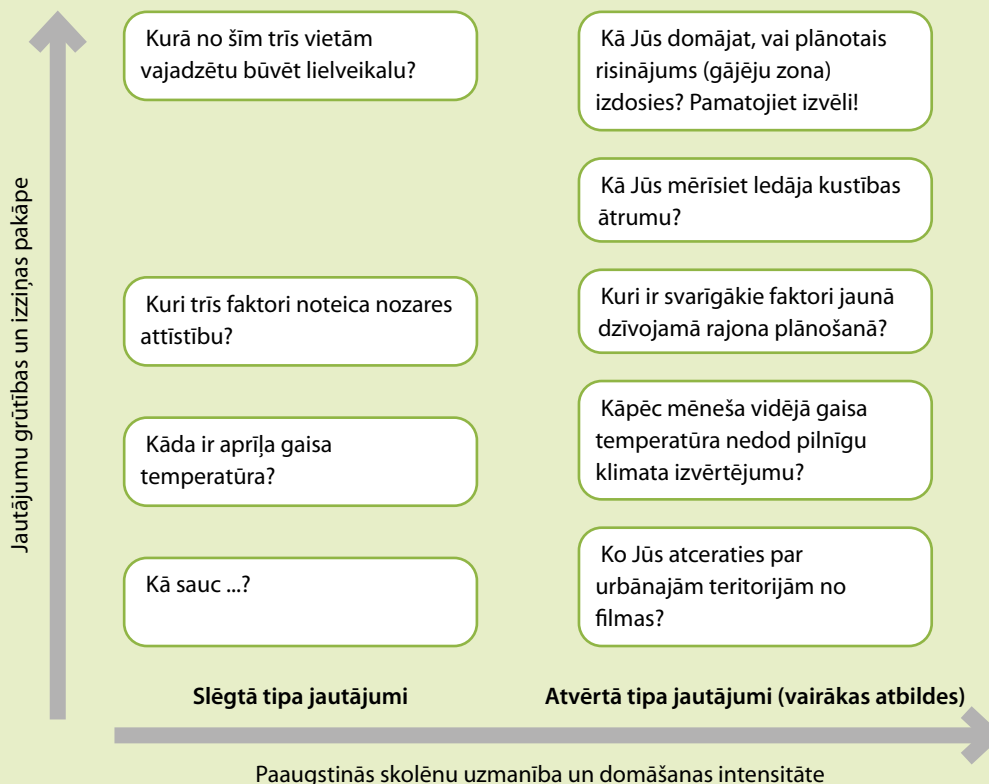 Jautājumu grūtības un izziņas pakāpe
Kurā no šīm trīs vietām
vajadzētu būvēt lielveikalu?
Kā Jūs domājat, vai plānotais
risinājums (gājēju zona)
izdosies? Pamatojiet izvēli!
Kā Jūs mērīsiet ledāja kustības
ātrumu?
Kuri trīs faktori noteica nozares
attīstību?
Kuri ir svarīgākie faktori jaunā
dzīvojamā rajona plānošanā?
Kāda ir aprīļa gaisa
temperatūra?
Kāpēc mēneša vidējā gaisa
temperatūra nedod pilnīgu
klimata izvērtējumu?
Kā sauc ...?
Ko Jūs atceraties par
urbānajām teritorijām no
filmas?
Slēgtā tipa jautājumi
Atvērtā tipa jautājumi (vairākas atbildes)
Paaugstinās skolēnu uzmanība un domāšanas intensitāte